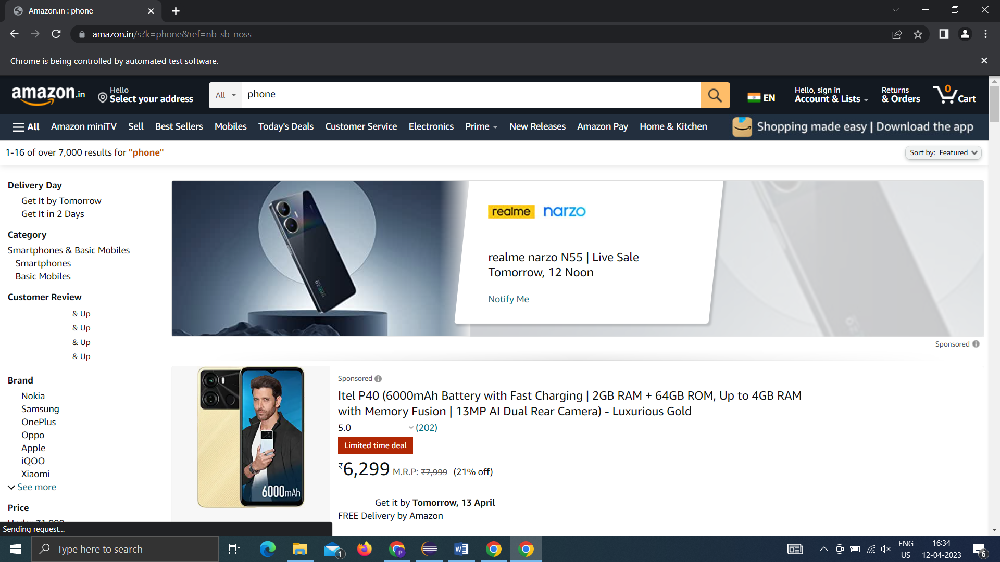 Amazon.in : phone
amazon.in/s?k=phone&ref=nb_sb_noss
Chrome is being controlled by automated test software.
amazon.in
Hello
Select your address
All
phone
EN
Hello, sign in
Account & Lists
Returns
& Orders
0
Cart
All
Amazon miniTV
Sell
Best Sellers
Mobiles
Today's Deals
Customer Service
Electronics
Prime
New Releases
Amazon Pay
Home & Kitchen
Shopping made easy | Download the app
1-16 of over 7,000 results for "phone"
Sort by: Featured
Delivery Day
Get It by Tomorrow
Get It in 2 Days
Category
Smartphones & Basic Mobiles
Smartphones
Basic Mobiles
Customer Review
& Up
& Up
& Up
& Up
Brand
Nokia
Samsung
OnePlus
Oppo
Apple
iQOO
Xiaomi
See more
Price
realme narzo
realme narzo N55 | Live Sale
Tomorrow, 12 Noon
Notify Me
Sponsored
Sponsored
Itel P40 (6000mAh Battery with Fast Charging | 2GB RAM + 64GB ROM, Up to 4GB RAM
with Memory Fusion | 13MP AI Dual Rear Camera) - Luxurious Gold
5.0
(202)
Limited time deal
₹6,299 M.R.P: ₹7,999 (21% off)
Get it by Tomorrow, 13 April
FREE Delivery by Amazon
6000mAh
Sending request...
Type here to search
1
P
ENG
US
16:34
12-04-2023
6